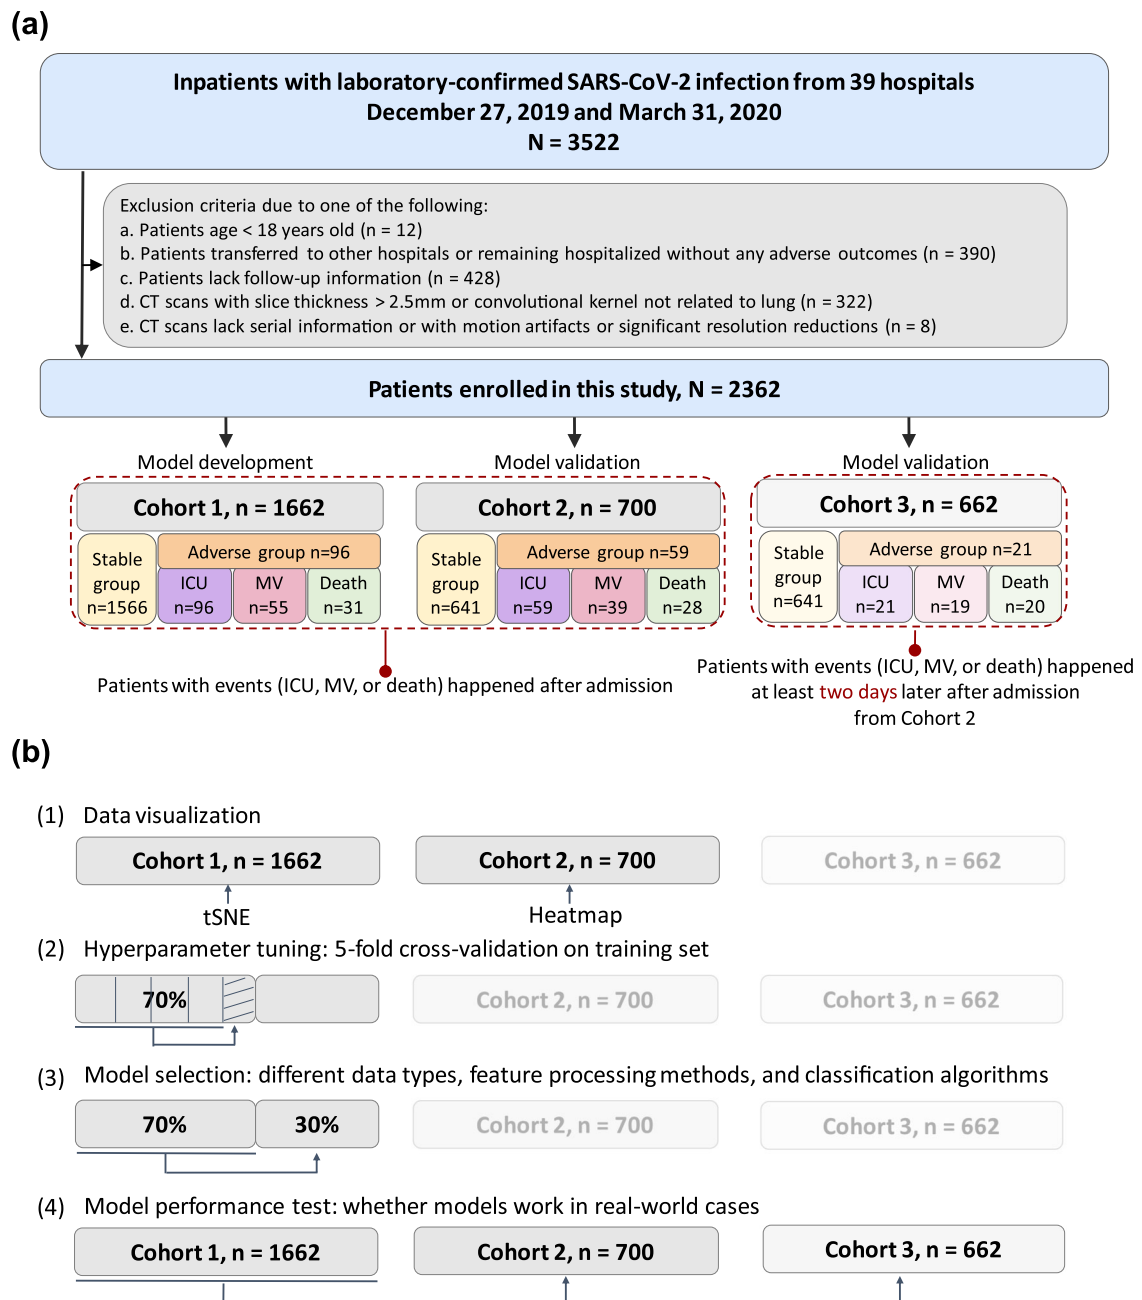 (a)
Inpatients with laboratory-confirmed SARS-CoV-2 infection from 39 hospitals
December 27, 2019 and March 31, 2020
N = 3522
Exclusion criteria due to one of the following:
a. Patients age < 18 years old (n = 12)
b. Patients transferred to other hospitals or remaining hospitalized without any adverse outcomes (n = 390)
c. Patients lack follow-up information (n = 428)
d. CT scans with slice thickness > 2.5mm or convolutional kernel not related to lung (n = 322)
e. CT scans lack serial information or with motion artifacts or significant resolution reductions (n = 8)
Patients enrolled in this study, N = 2362
Model development
Cohort 1, n = 1662
Stable
group
n=1566
Adverse group n=96
ICU
n=96
MV
n=55
Death
n=31
Model validation
Cohort 2, n = 700
Stable
group
n=641
Adverse group n=59
ICU
n=59
MV
n=39
Death
n=28
Model validation
Cohort 3, n = 662
Stable
group
n=641
Adverse group n=21
ICU
n=21
MV
n=19
Death
n=20
Patients with events (ICU, MV, or death) happened after admission
Patients with events (ICU, MV, or death) happened
at least two days later after admission
from Cohort 2
(b)
(1) Data visualization
Cohort 1, n = 1662
Cohort 2, n = 700
Cohort 3, n = 662
tSNE
Heatmap
(2) Hyperparameter tuning: 5-fold cross-validation on training set
70%
Cohort 2, n = 700
Cohort 3, n = 662
(3) Model selection: different data types, feature processing methods, and classification algorithms
70%
30%
Cohort 2, n = 700
Cohort 3, n = 662
(4) Model performance test: whether models work in real-world cases
Cohort 1, n = 1662
Cohort 2, n = 700
Cohort 3, n = 662